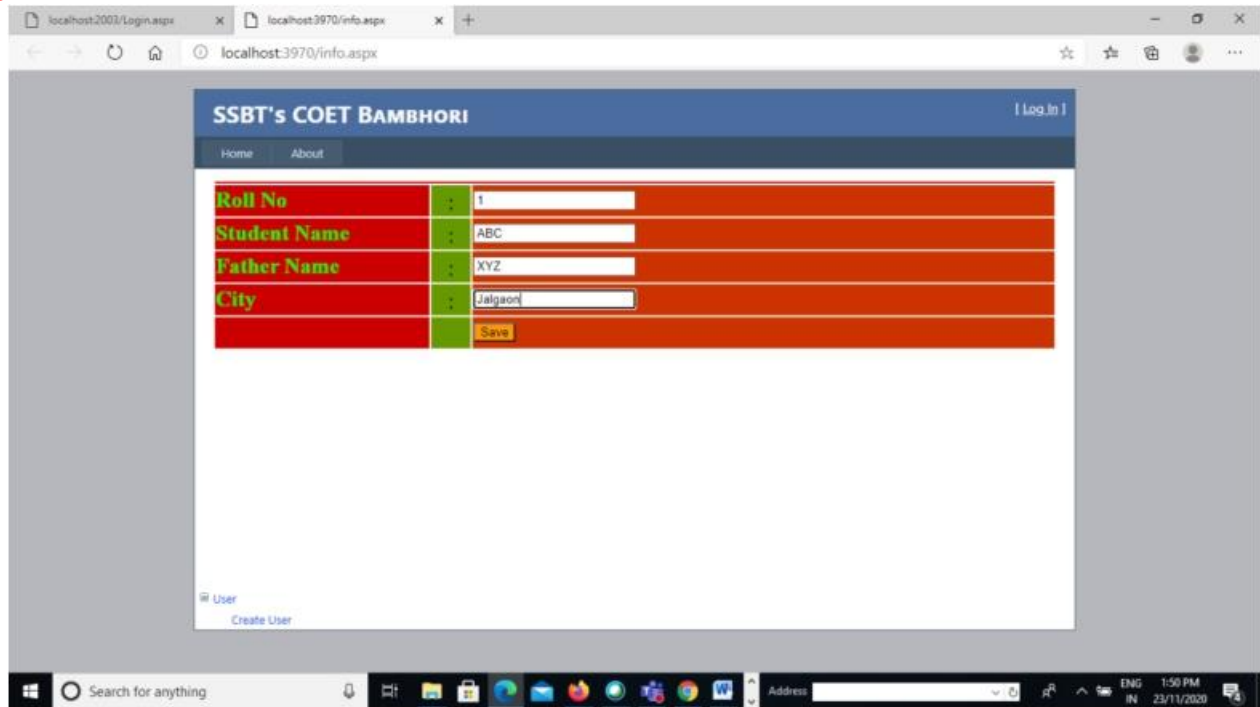 localhost:2003/Login.aspx localhost:3970/info.aspx
localhost:3970/info.aspx
SSBT's COET BAMBHORI [ Log In ]
Home About
Roll No : 1
Student Name : ABC
Father Name : XYZ
City : Jalgaon
Save
User
Create User
Search for anything Address ENG 1:50 PM
IN 23/11/2020 4